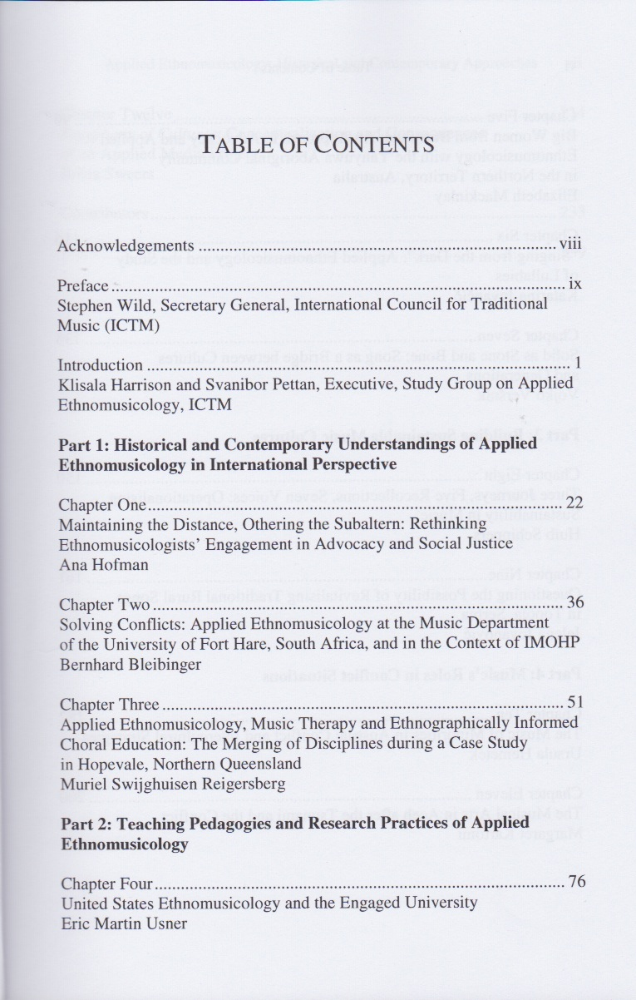 TABLE OF CONTENTS
Acknowledgements ........ viii
Preface ........ ix
Stephen Wild, Secretary General, International Council for Traditional
Music (ICTM)
Introduction ........ 1
Klisala Harrison and Svanibor Pettan, Executive, Study Group on Applied
Ethnomusicology, ICTM
Part 1: Historical and Contemporary Understandings of Applied
Ethnomusicology in International Perspective
Chapter One ........ 22
Maintaining the Distance, Othering the Subaltern: Rethinking
Ethnomusicologists' Engagement in Advocacy and Social Justice
Ana Hofman
Chapter Two ........ 36
Solving Conflicts: Applied Ethnomusicology at the Music Department
of the University of Fort Hare, South Africa, and in the Context of IMOHP
Bernhard Bleibinger
Chapter Three ........ 51
Applied Ethnomusicology, Music Therapy and Ethnographically Informed
Choral Education: The Merging of Disciplines during a Case Study
in Hopevale, Northern Queensland
Muriel Swijghuisen Reigersberg
Part 2: Teaching Pedagogies and Research Practices of Applied
Ethnomusicology
Chapter Four ........ 76
United States Ethnomusicology and the Engaged University
Eric Martin Usner